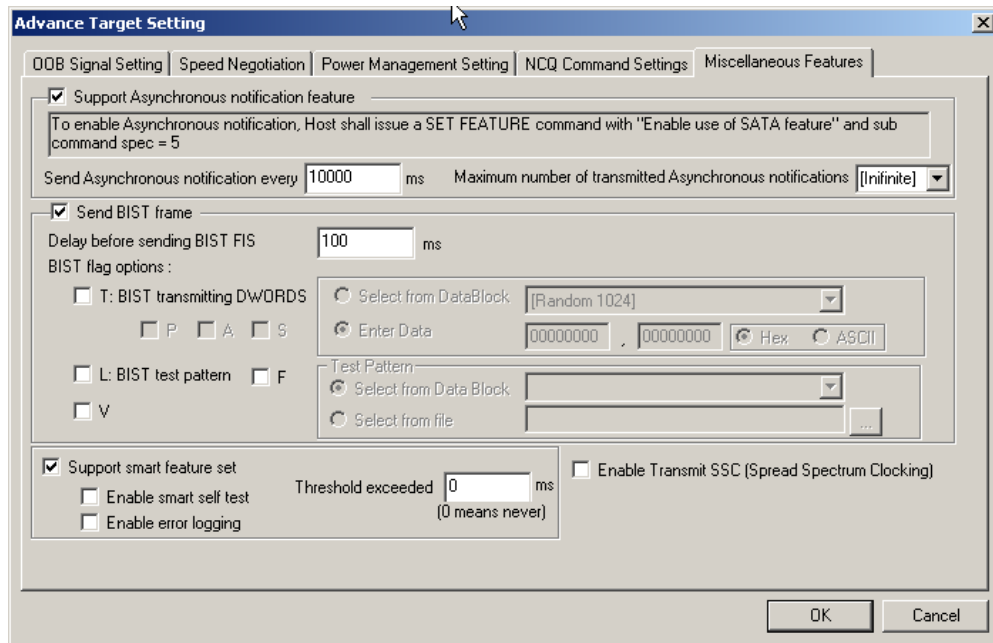 Advance Target Setting
OOB Signal Setting Speed Negotiation Power Management Setting NCQ Command Settings Miscellaneous Features
Support Asynchronous notification feature
To enable Asynchronous notification, Host shall issue a SET FEATURE command with "Enable use of SATA feature" and sub
command spec = 5
Send Asynchronous notification every 10000 ms Maximum number of transmitted Asynchronous notifications [Inifinite]
Send BIST frame
Delay before sending BIST FIS 100 ms
BIST flag options :
T: BIST transmitting DWORDS Select from DataBlock [Random 1024]
P A S Enter Data 00000000 , 00000000 Hex ASCII
Test Pattern
L: BIST test pattern F Select from Data Block
V Select from file ...
Support smart feature set Enable Transmit SSC (Spread Spectrum Clocking)
Threshold exceeded 0 ms
Enable smart self test
(0 means never)
Enable error logging
OK Cancel